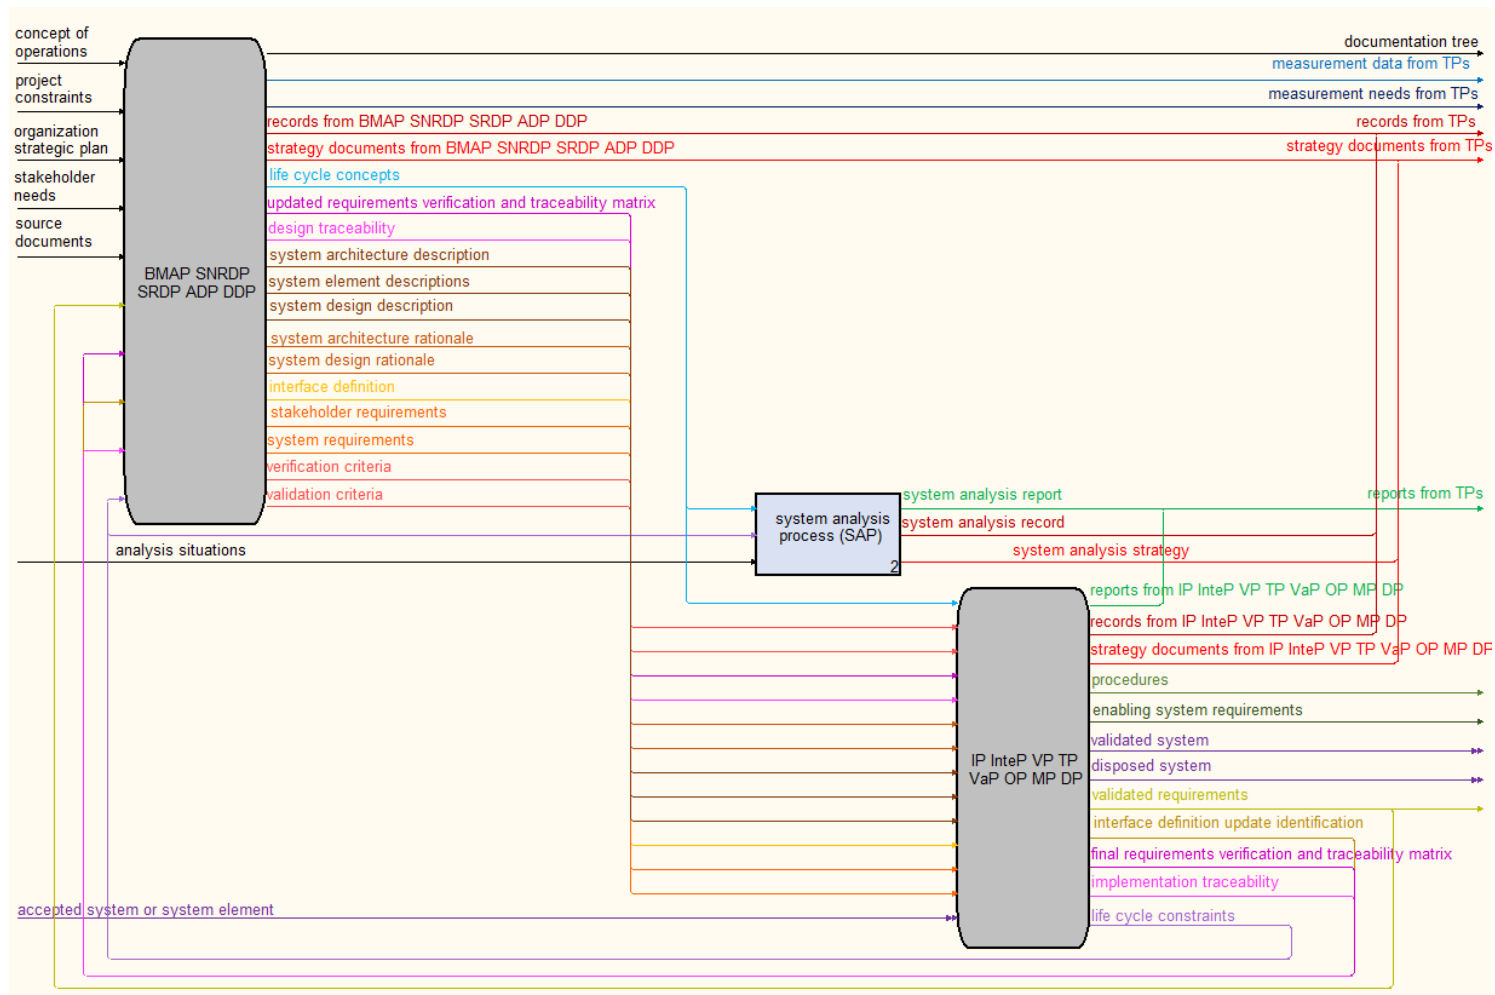 concept of
operations
project
constraints
organization
strategic plan
stakeholder
needs
source
documents
BMAP SNRDP
SRDP ADP DDP
documentation tree
measurement data from TPs
measurement needs from TPs
records from BMAP SNRDP SRDP ADP DDP
records from TPs
strategy documents from BMAP SNRDP SRDP ADP DDP
strategy documents from TPs
life cycle concepts
updated requirements verification and traceability matrix
design traceability
system architecture description
system element descriptions
system design description
system architecture rationale
system design rationale
interface definition
stakeholder requirements
system requirements
verification criteria
validation criteria
analysis situations
system analysis
process (SAP)
2
system analysis report
reports from TPs
system analysis record
system analysis strategy
reports from IP InteP VP TP VaP OP MP DP
records from IP InteP VP TP VaP OP MP DP
strategy documents from IP InteP VP TP VaP OP MP DP
procedures
enabling system requirements
validated system
IP InteP VP TP
VaP OP MP DP
disposed system
validated requirements
interface definition update identification
final requirements verification and traceability matrix
implementation traceability
life cycle constraints
accepted system or system element